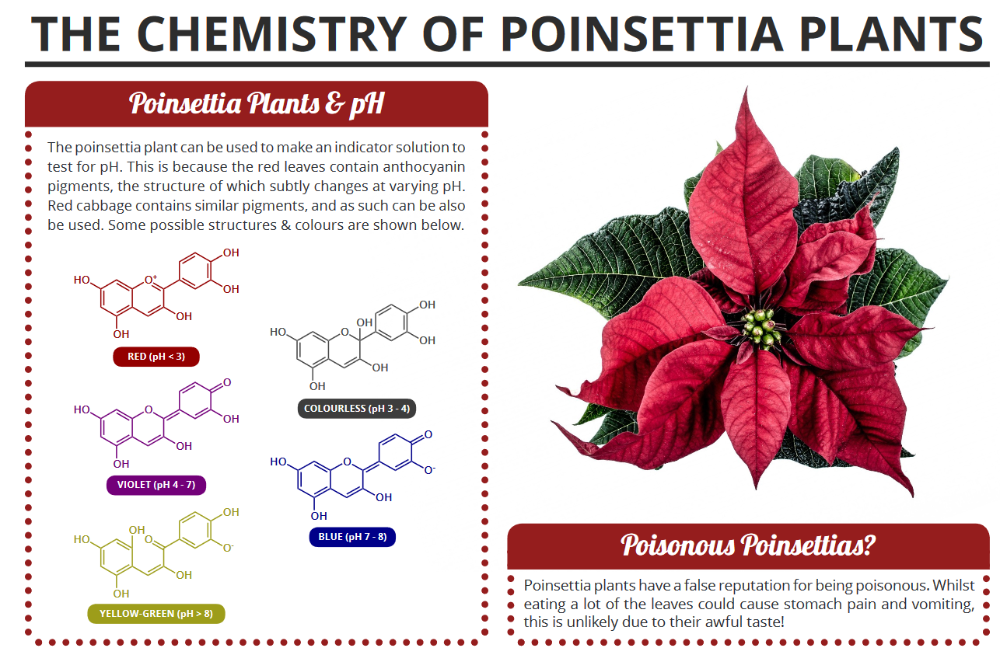 THE CHEMISTRY OF POINSETTIA PLANTS
Poinsettia Plants & pH
The poinsettia plant can be used to make an indicator solution to
test for pH. This is because the red leaves contain anthocyanin
pigments, the structure of which subtly changes at varying pH.
Red cabbage contains similar pigments, and as such can be also
be used. Some possible structures & colours are shown below.
HO
O+
OH
OH
OH
OH
RED (pH < 3)
HO
O
OH
OH
OH
OH
OH
COLOURLESS (pH 3 - 4)
HO
O
O
OH
OH
OH
VIOLET (pH 4 - 7)
HO
O
O
O-
OH
OH
BLUE (pH 7 - 8)
HO
OH
O
OH
O-
OH
OH
YELLOW-GREEN (pH > 8)
Poisonous Poinsettias?
Poinsettia plants have a false reputation for being poisonous. Whilst
eating a lot of the leaves could cause stomach pain and vomiting,
this is unlikely due to their awful taste!